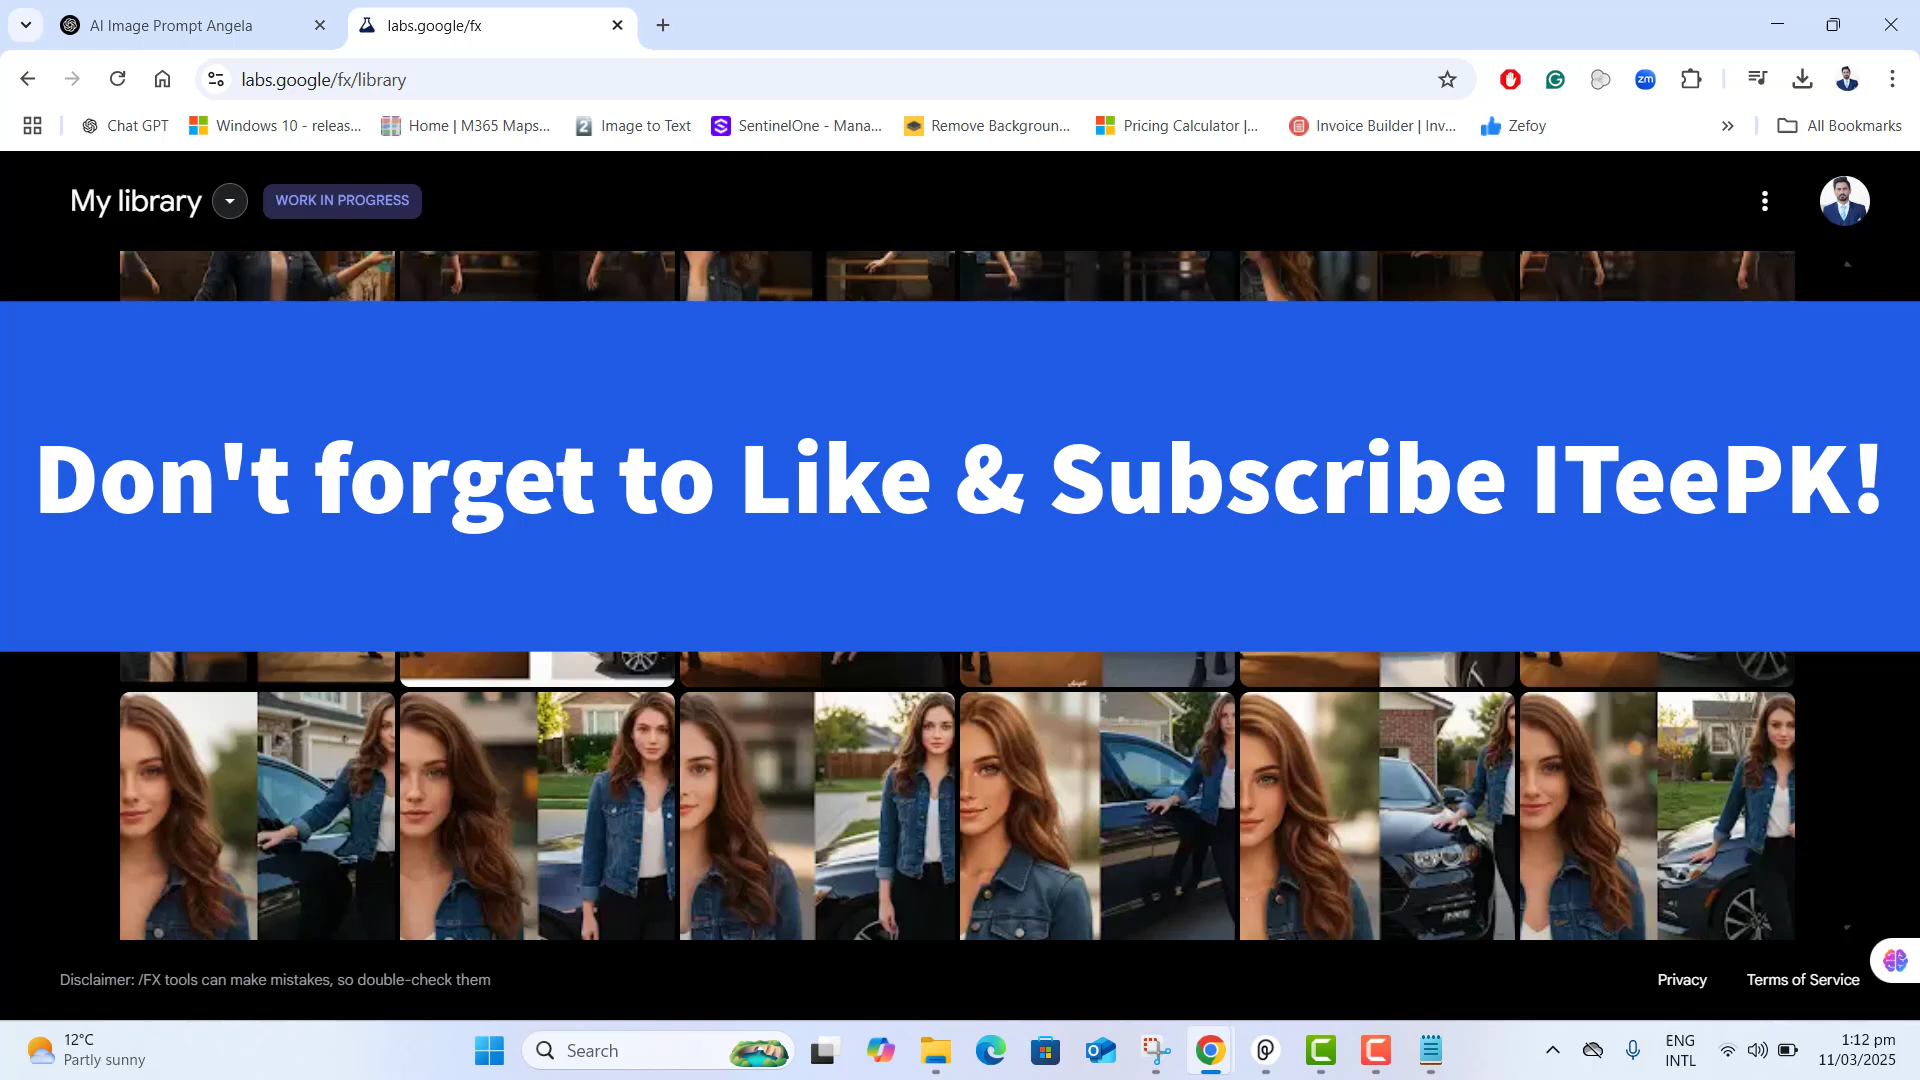 AI Image Prompt Angela
labs.google/fx
labs.google/fx/library
Chat GPT
Windows 10 - releas...
Home | M365 Maps...
Image to Text
SentinelOne - Mana...
Remove Backgroun...
Pricing Calculator |...
Invoice Builder | Inv...
Zefoy
All Bookmarks
My library
WORK IN PROGRESS
Don't forget to Like & Subscribe ITeePK!
Disclaimer: /FX tools can make mistakes, so double-check them
Privacy
Terms of Service
12°C
Partly sunny
Search
ENG
INTL
1:12 pm
11/03/2025